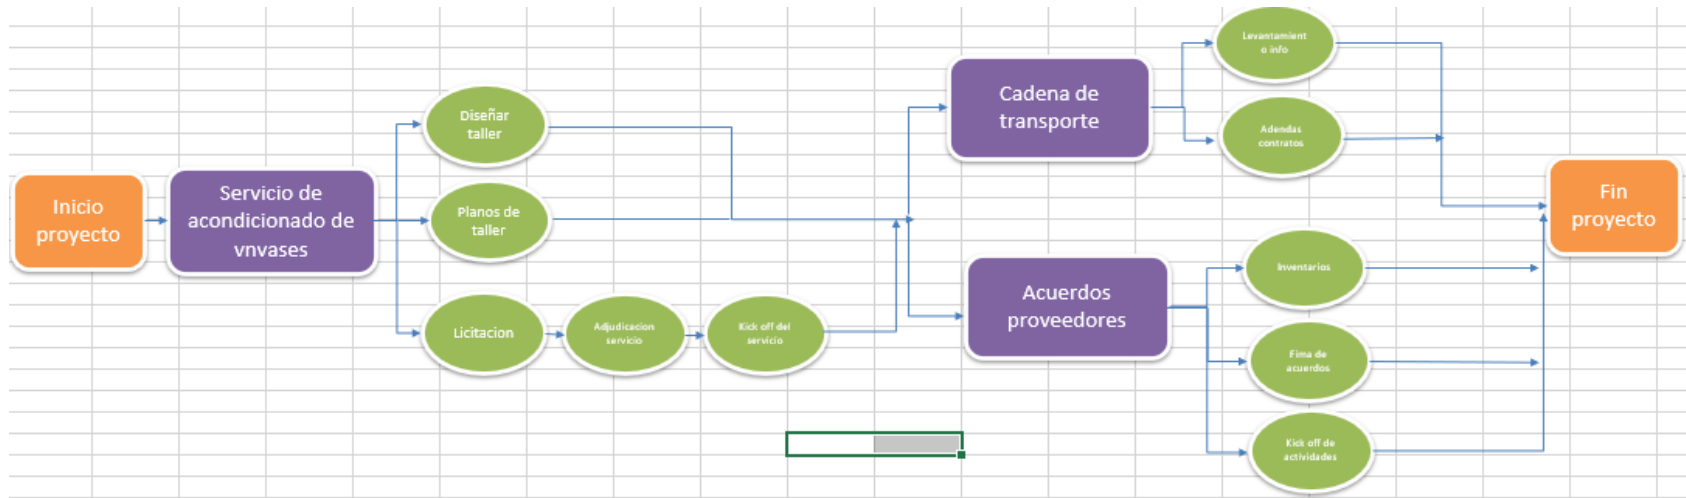 Inicio
proyecto
Servicio de
acondicionado de
vnvases
Diseñar
taller
Planos de
taller
Licitacion
Adjudicacion
servicio
Kick off del
servicio
Cadena de
transporte
Levantamient
o info
Adendas
contratos
Acuerdos
proveedores
Inventarios
Fima de
acuerdos
Kick off de
actividades
Fin
proyecto